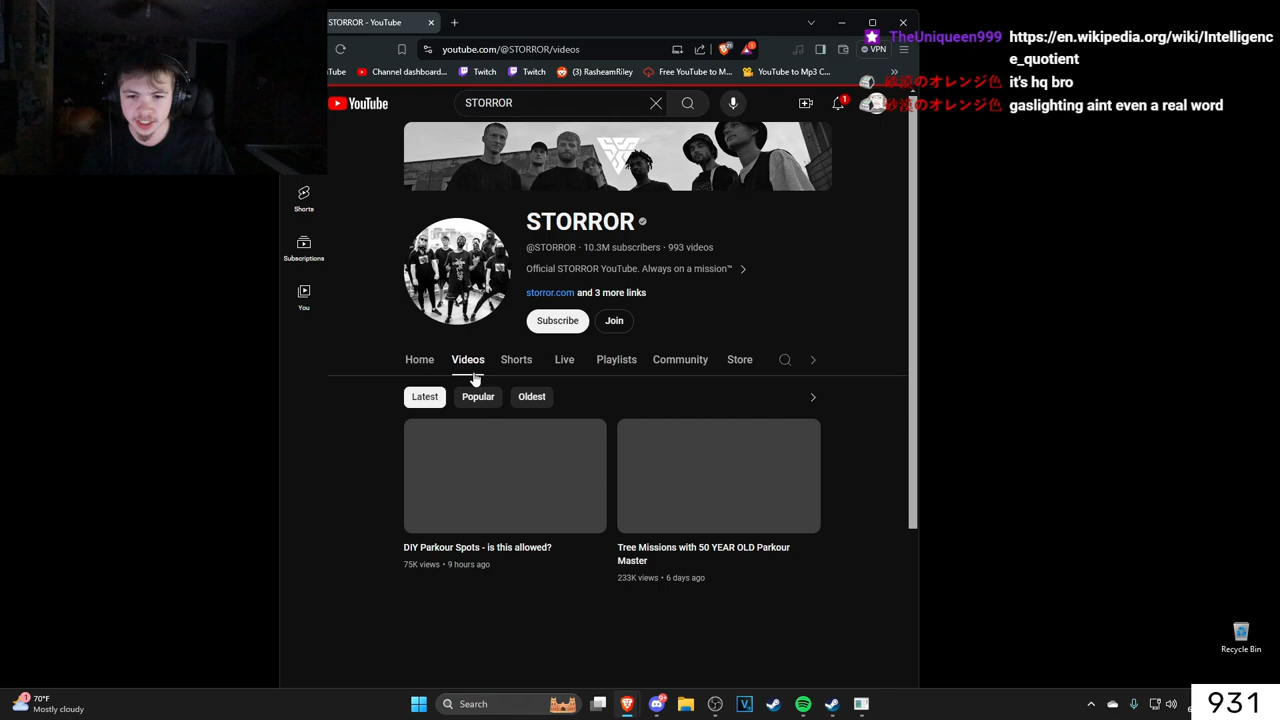 STORROR - YouTube
youtube.com/@STORROR/videos
VPN
Tube
Channel dashboard...
Twitch
Twitch
(3) RasheamRiley
Free YouTube to M...
YouTube to Mp3 C...
YouTube
STORROR
1
Shorts
Subscriptions
You
STORROR
@STORROR · 10.3M subscribers · 993 videos
Official STORROR YouTube. Always on a mission™
storror.com and 3 more links
Subscribe
Join
Home
Videos
Shorts
Live
Playlists
Community
Store
Latest
Popular
Oldest
DIY Parkour Spots - is this allowed?
75K views • 9 hours ago
Tree Missions with 50 YEAR OLD Parkour
Master
233K views • 6 days ago
TheUniqueen999 https://en.wikipedia.org/wiki/Intelligenc
e_quotient
it's hq bro
gaslighting aint even a real word
Recycle Bin
1
70°F
Mostly cloudy
Search
931